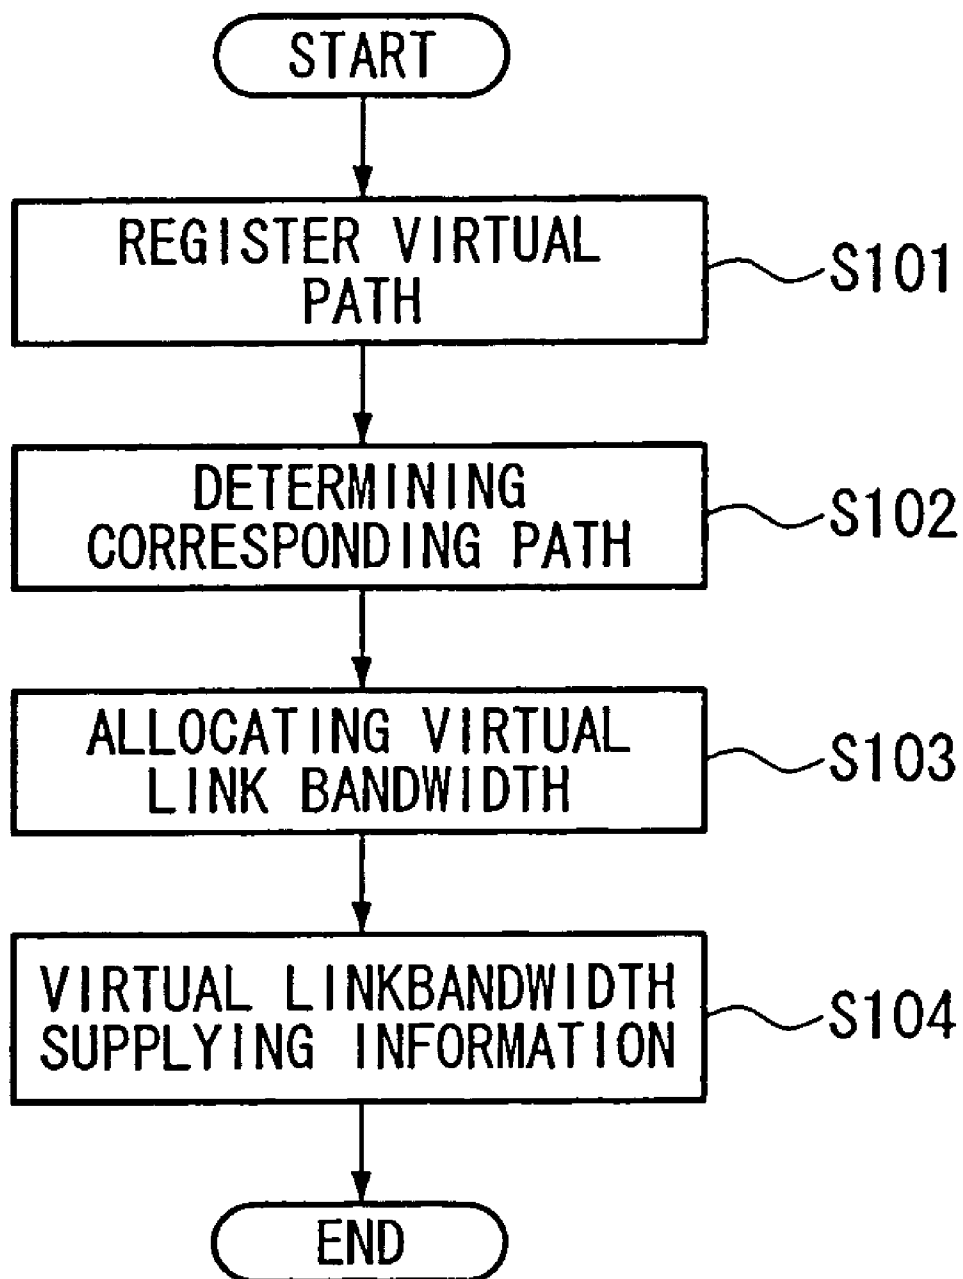 START
REGISTER VIRTUAL
PATH
S101
DETERMINING
CORRESPONDING PATH
S102
ALLOCATING VIRTUAL
LINK BANDWIDTH
S103
VIRTUAL LINKBANDWIDTH
SUPPLYING INFORMATION
S104
END